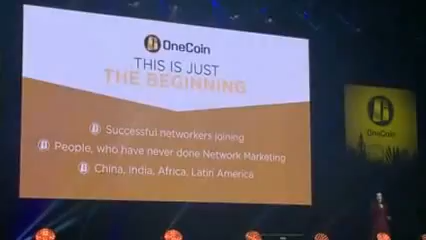 OneCoin
THIS IS JUST
THE BEGINNING
Successful networkers joining
People, who have never done Network Marketing
China, India, Africa, Latin America
OneCoin